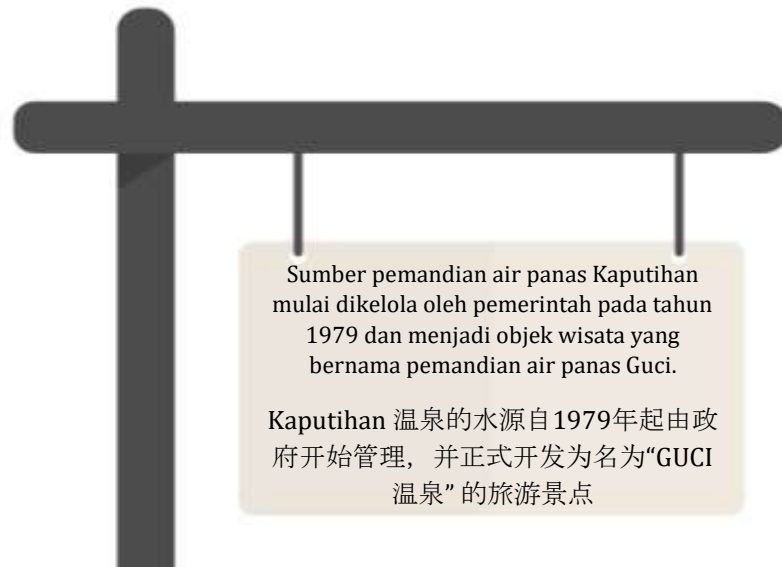 Sumber pemandian air panas Kaputihan
mulai dikelola oleh pemerintah pada tahun
1979 dan menjadi objek wisata yang
bernama pemandian air panas Guci.
Kaputihan 温泉的水源自1979年起由政
府开始管理，并正式开发为名为“GUCI
温泉” 的旅游景点